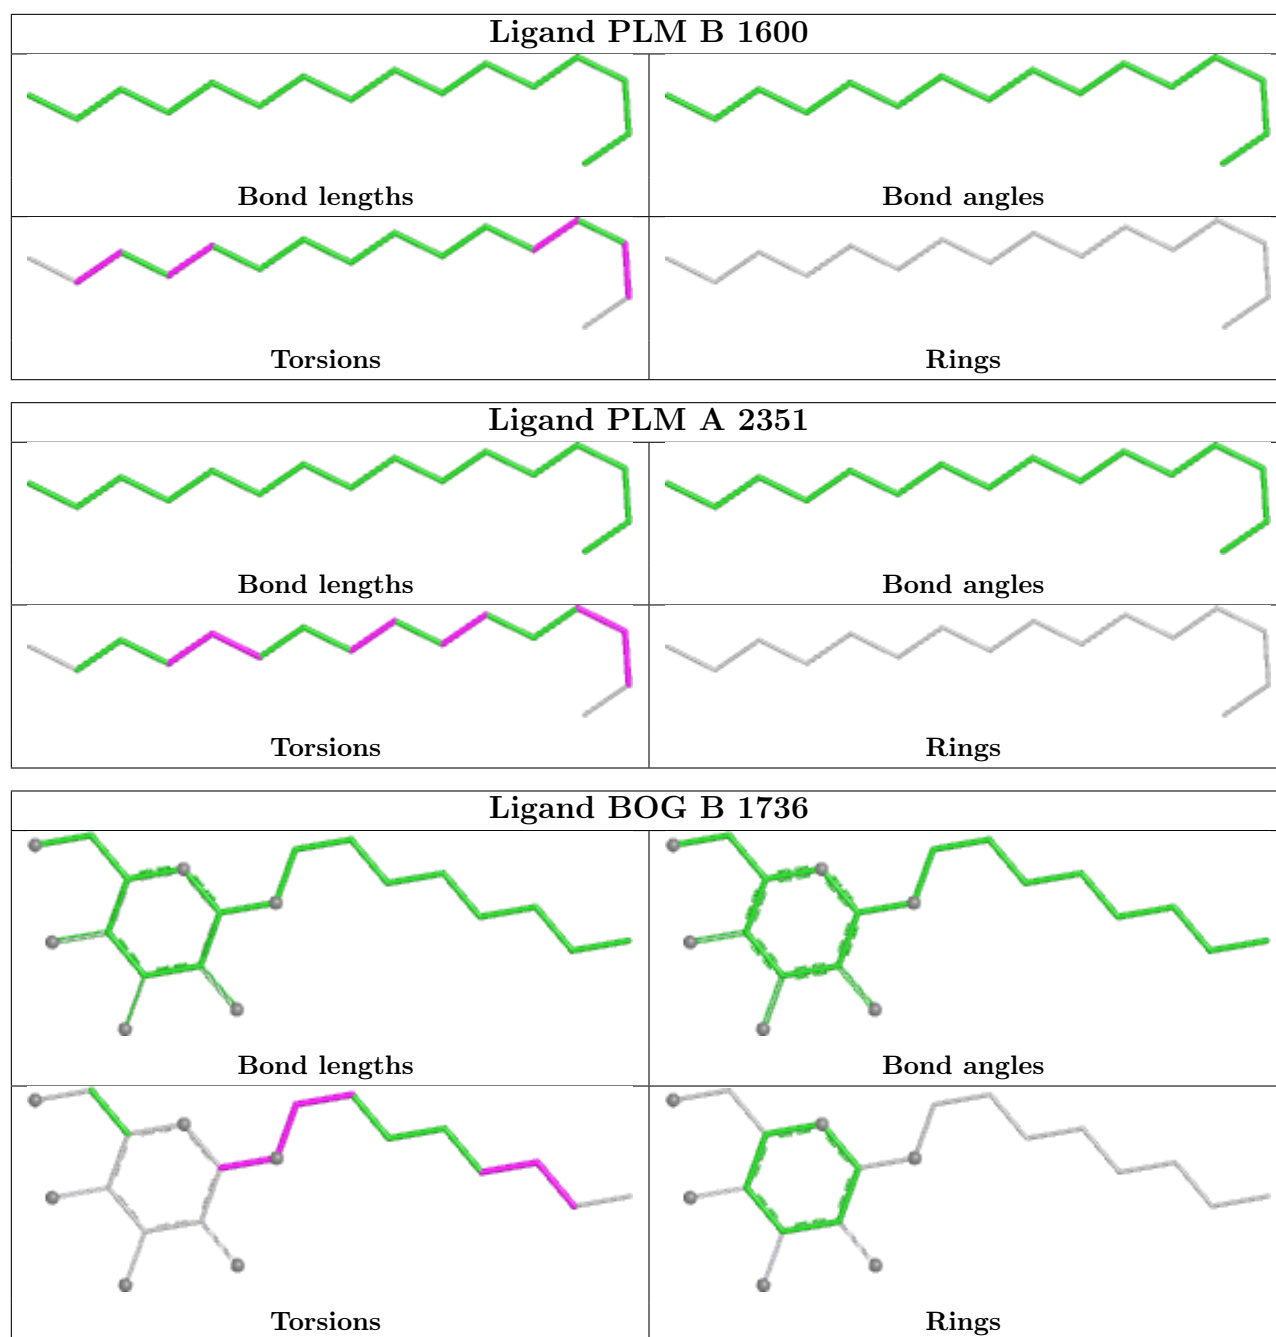 Ligand PLM B 1600
Bond lengths
Bond angles
Torsions
Rings
Ligand PLM A 2351
Bond lengths
Bond angles
Torsions
Rings
Ligand BOG B 1736
Bond lengths
Bond angles
Torsions
Rings